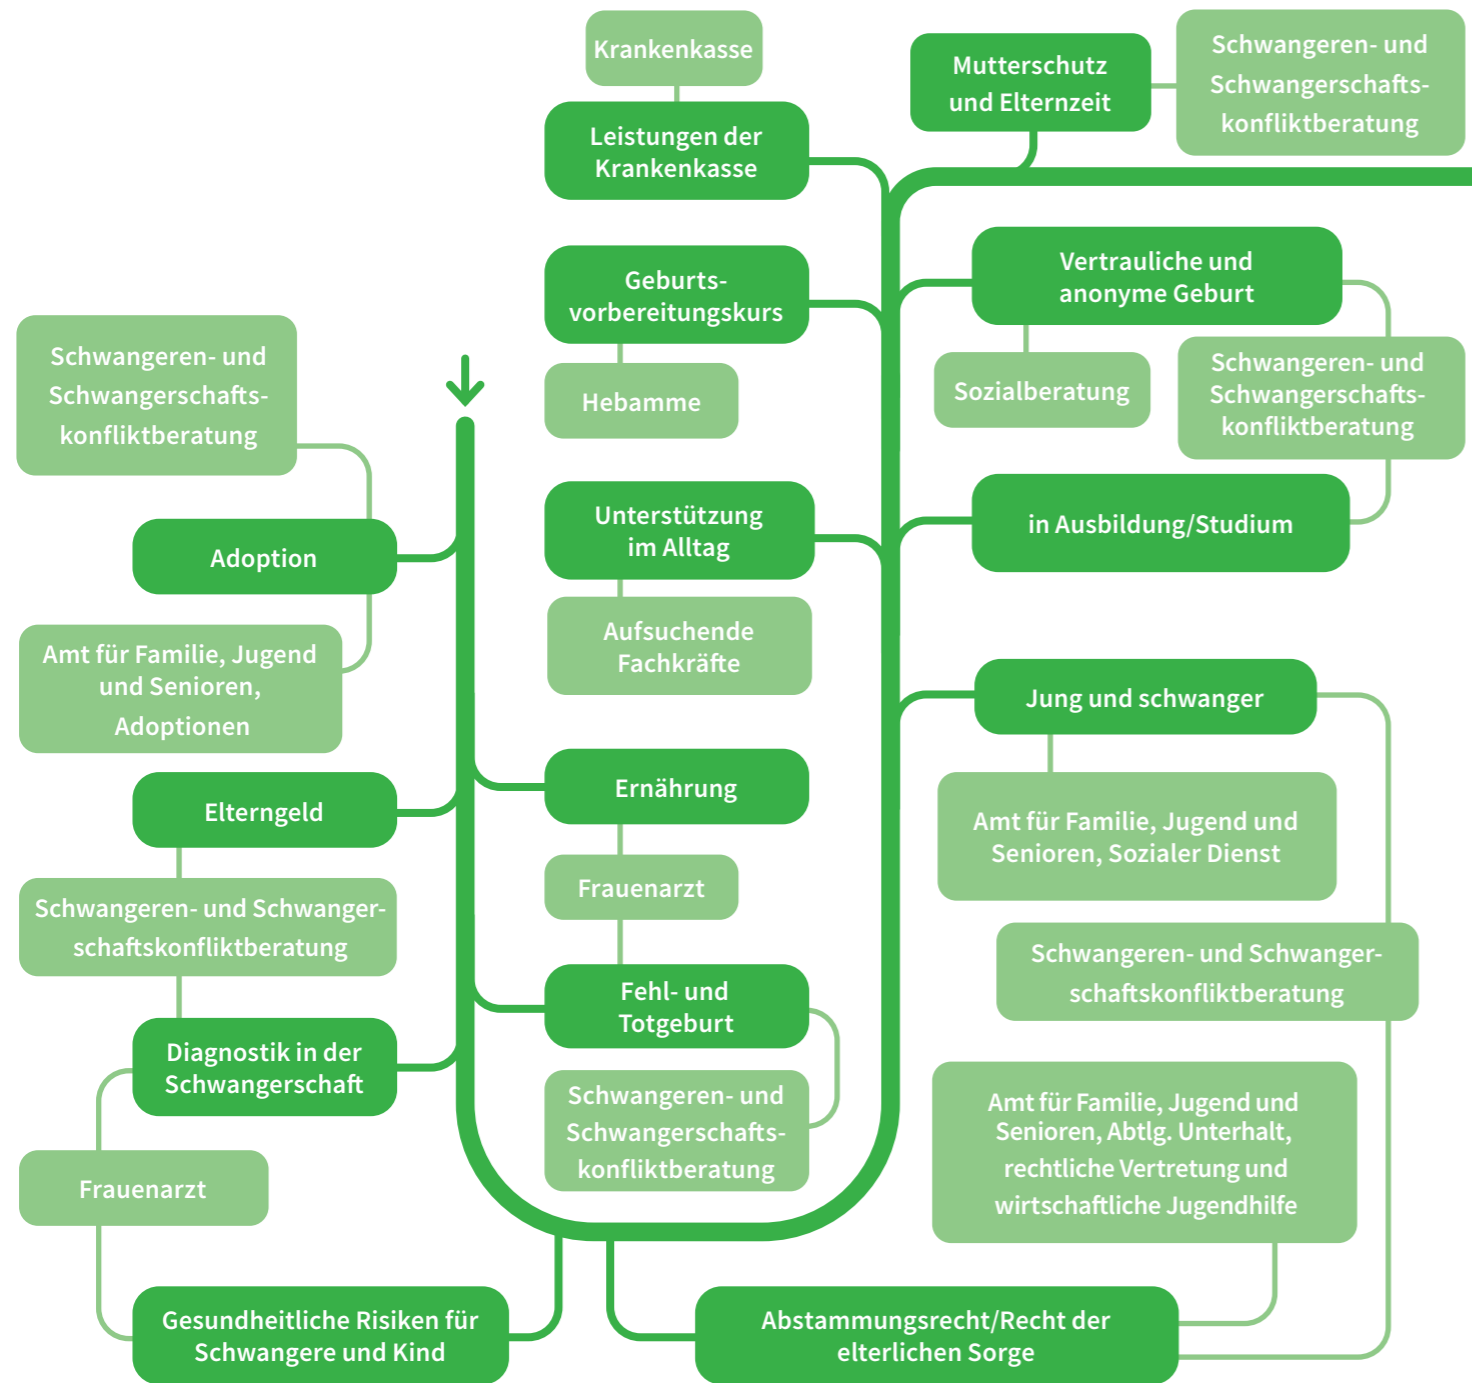 Krankenkasse
Leistungen der
Krankenkasse
Mutterschutz
und Elternzeit
Schwangeren- und
Schwangerschafts-
konfliktberatung
Geburts-
vorbereitungskurs
Hebamme
Vertrauliche und
anonyme Geburt
Sozialberatung
Schwangeren- und
Schwangerschafts-
konfliktberatung
in Ausbildung/Studium
Schwangeren- und
Schwangerschafts-
konfliktberatung
Adoption
Amt für Familie, Jugend
und Senioren,
Adoptionen
Unterstützung
im Alltag
Aufsuchende
Fachkräfte
Jung und schwanger
Amt für Familie, Jugend und
Senioren, Sozialer Dienst
Schwangeren- und Schwanger-
schaftskonfliktberatung
Elterngeld
Schwangeren- und Schwanger-
schaftskonfliktberatung
Diagnostik in der
Schwangerschaft
Frauenarzt
Ernährung
Frauenarzt
Fehl- und
Totgeburt
Schwangeren- und
Schwangerschafts-
konfliktberatung
Amt für Familie, Jugend und
Senioren, Abtlg. Unterhalt,
rechtliche Vertretung und
wirtschaftliche Jugendhilfe
Gesundheitliche Risiken für
Schwangere und Kind
Abstammungsrecht/Recht der
elterlichen Sorge